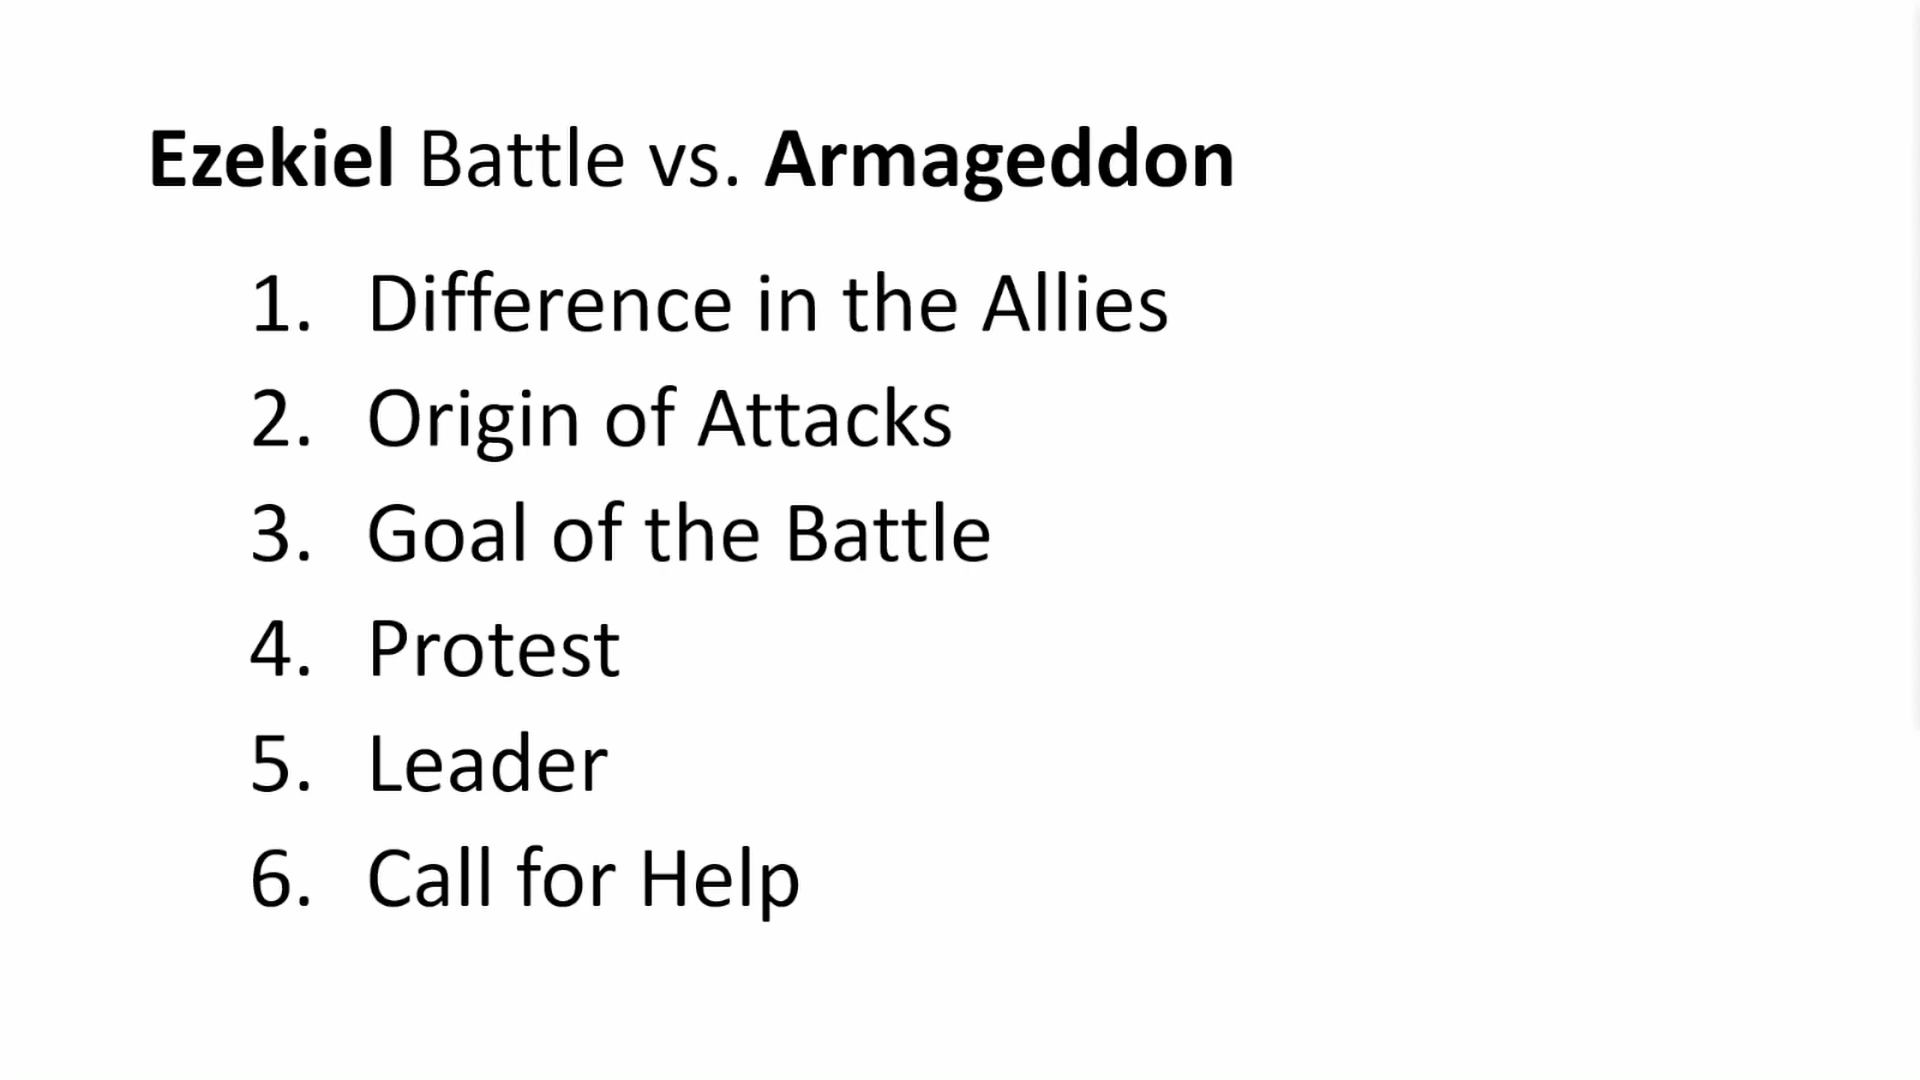 Ezekiel Battle vs. Armageddon
1. Difference in the Allies
2. Origin of Attacks
3. Goal of the Battle
4. Protest
5. Leader
6. Call for Help